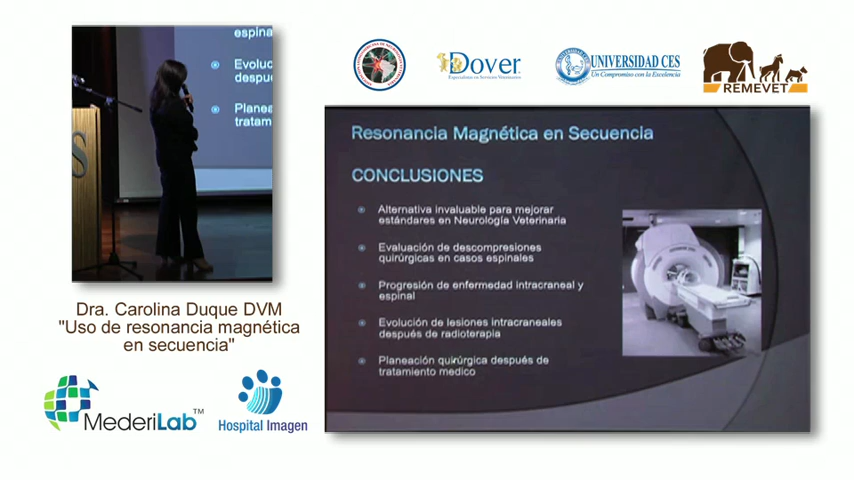 espina
Evoluc
despu
Planea
tratam
S
Dra. Carolina Duque DVM
"Uso de resonancia magnética
en secuencia"
MederiLab™
Hospital Imagen
Dover
Especialistas en Servicios Veterinarios
UNIVERSIDAD CES
Un Compromiso con la Excelencia
REMEVET
Resonancia Magnética en Secuencia
CONCLUSIONES
Alternativa invaluable para mejorar
estándares en Neurología Veterinaria
Evaluación de descompresiones
quirúrgicas en casos espinales
Progresión de enfermedad intracraneal y
espinal
Evolución de lesiones intracraneales
después de radioterapia
Planeación quirúrgica después de
tratamiento medico